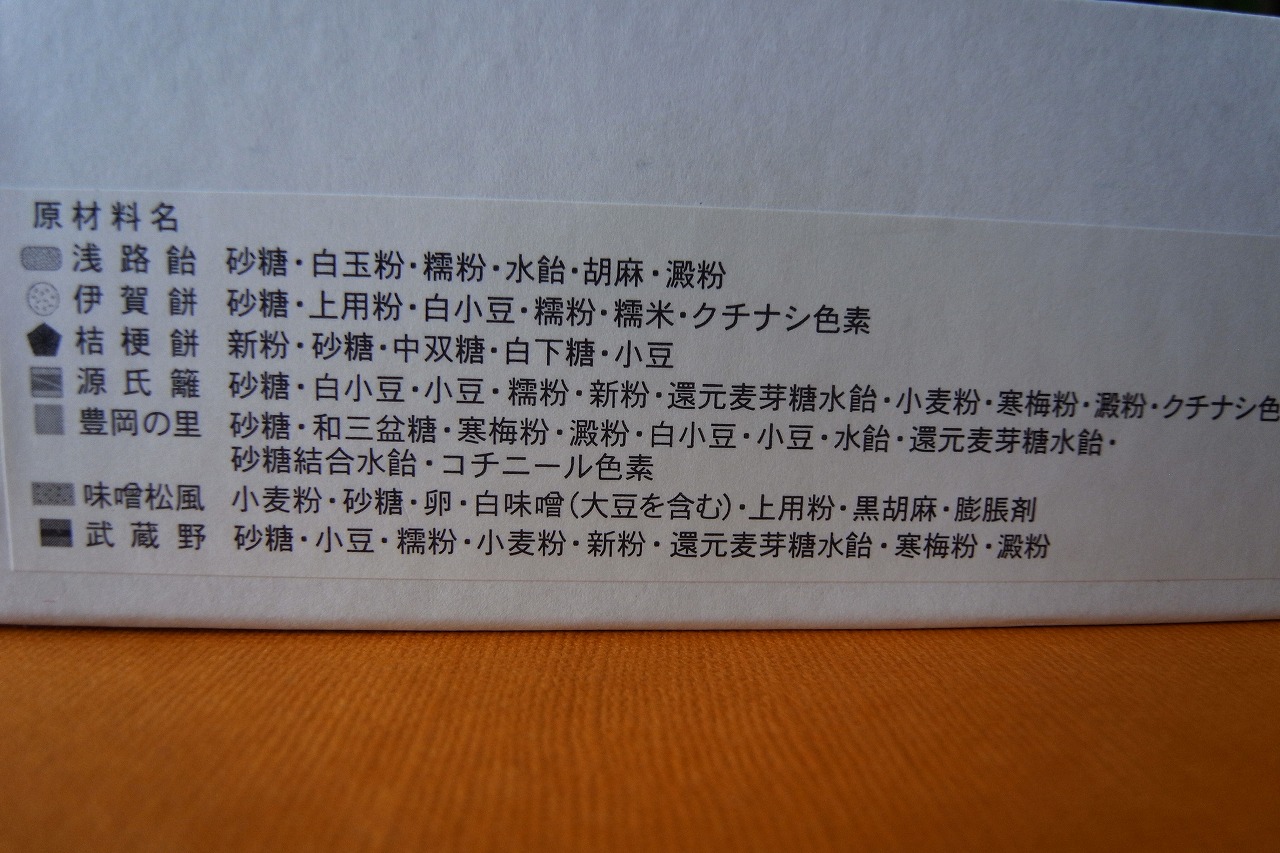 原材料名
浅路飴 砂糖・白玉粉・糯粉・水飴・胡麻・澱粉
伊賀餅 砂糖・上用粉・白小豆・糯粉・糯米・クチナシ色素
桔梗餅 新粉・砂糖・中双糖・白下糖・小豆
源氏籬 砂糖・白小豆・小豆・糯粉・新粉・還元麦芽糖水飴・小麦粉・寒梅粉・澱粉・クチナシ色
豊岡の里 砂糖・和三盆糖・寒梅粉・澱粉・白小豆・小豆・水飴・還元麦芽糖水飴・
砂糖結合水飴・コチニール色素
味噌松風 小麦粉・砂糖・卵・白味噌(大豆を含む)・上用粉・黒胡麻・膨脹剤
武蔵野 砂糖・小豆・糯粉・小麦粉・新粉・還元麦芽糖水飴・寒梅粉・澱粉